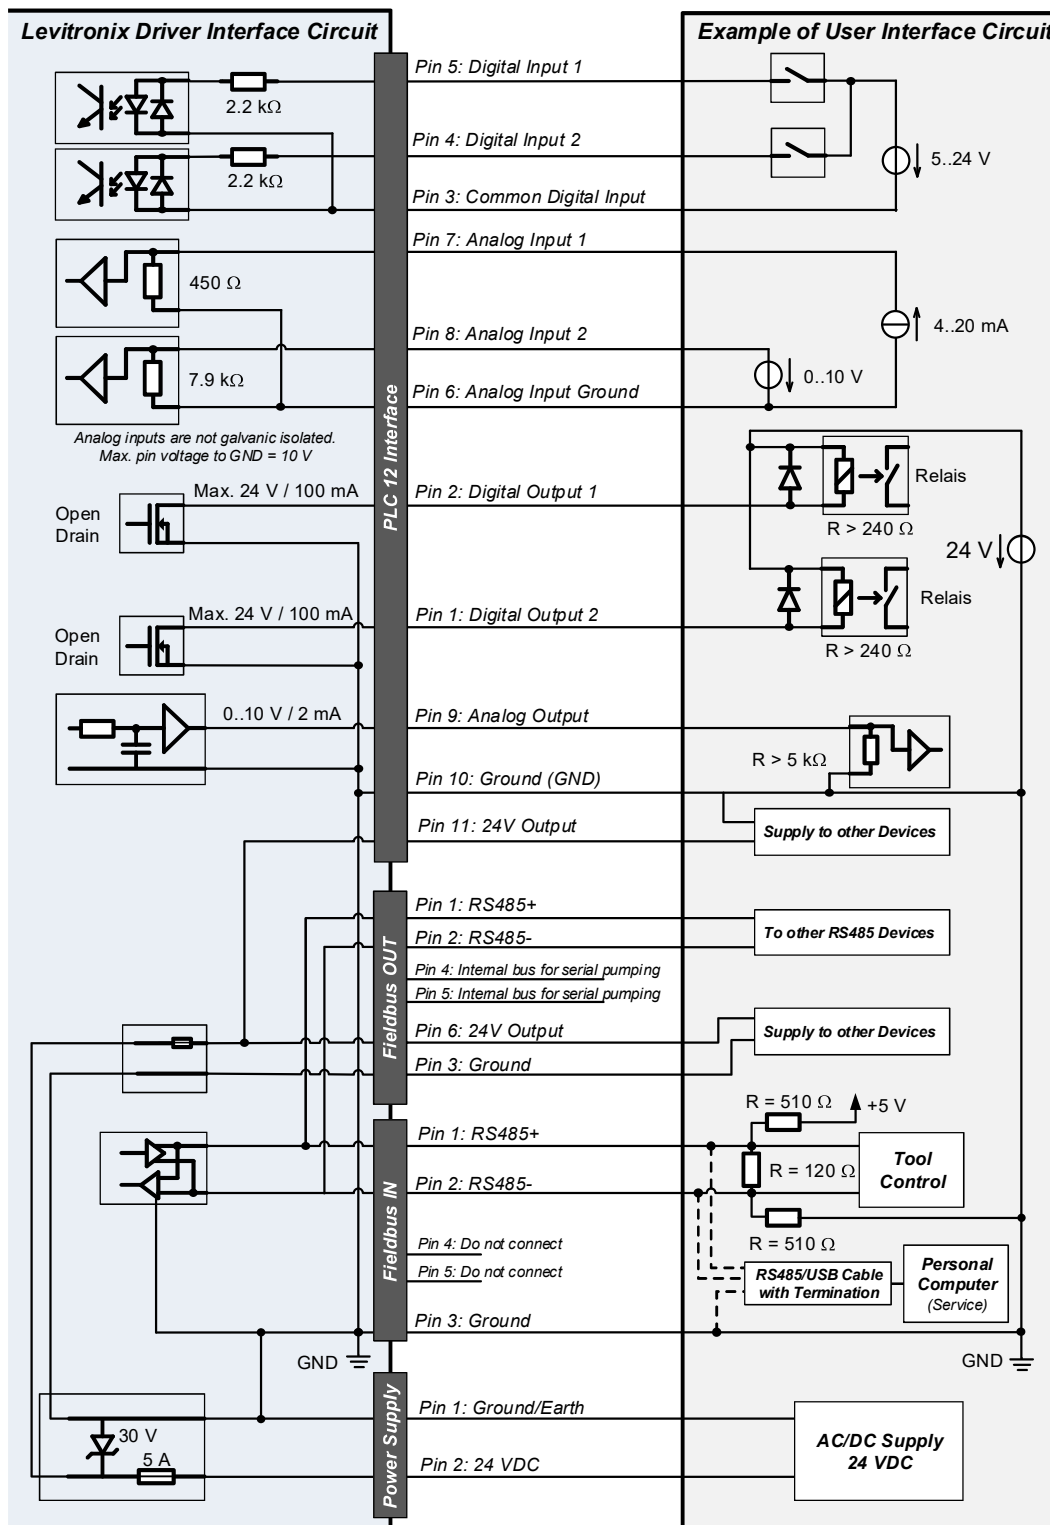 Levitronix Driver Interface Circuit
Example of User Interface Circuit
Pin 5: Digital Input 1
2.2 kΩ
Pin 4: Digital Input 2
2.2 kΩ
5..24 V
Pin 3: Common Digital Input
Pin 7: Analog Input 1
450 Ω
4..20 mA
Pin 8: Analog Input 2
7.9 kΩ
0..10 V
Pin 6: Analog Input Ground
Analog inputs are not galvanic isolated.
Max. pin voltage to GND = 10 V
PLC 12 Interface
Max. 24 V / 100 mA
Pin 2: Digital Output 1
Relais
Open
Drain
R > 240 Ω
24 V
Max. 24 V / 100 mA
Pin 1: Digital Output 2
Relais
Open
Drain
R > 240 Ω
0..10 V / 2 mA
Pin 9: Analog Output
R > 5 kΩ
Pin 10: Ground (GND)
Pin 11: 24V Output
Supply to other Devices
Fieldbus OUT
Pin 1: RS485+
Pin 2: RS485-
To other RS485 Devices
Pin 4: Internal bus for serial pumping
Pin 5: Internal bus for serial pumping
Pin 6: 24V Output
Supply to other Devices
Pin 3: Ground
Fieldbus IN
R = 510 Ω
+5 V
Pin 1: RS485+
R = 120 Ω
Tool
Control
Pin 2: RS485-
R = 510 Ω
Pin 4: Do not connect
Pin 5: Do not connect
RS485/USB Cable
with Termination
Personal
Computer
(Service)
Pin 3: Ground
GND
GND
Power Supply
Pin 1: Ground/Earth
30 V
5 A
Pin 2: 24 VDC
AC/DC Supply
24 VDC